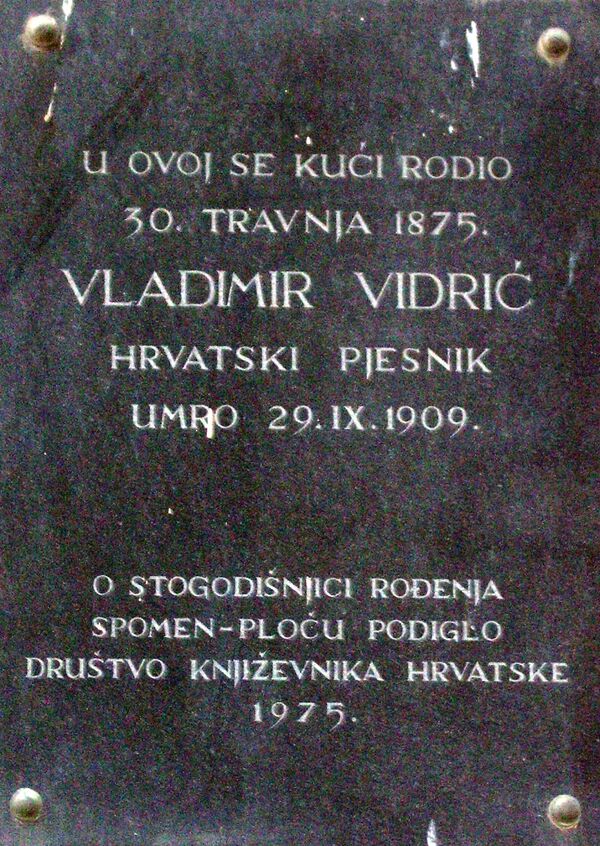 U OVOJ SE KUĆI RODIO
30. TRAVNJA 1875.
VLADIMIR VIDRIĆ
HRVATSKI PJESNIK
UMRO 29.IX.1909.
O STOGODIŠNJICI ROĐENJA
SPOMEN-PLOČU PODIGLO
DRUŠTVO KNJIŽEVNIKA HRVATSKE
1975.